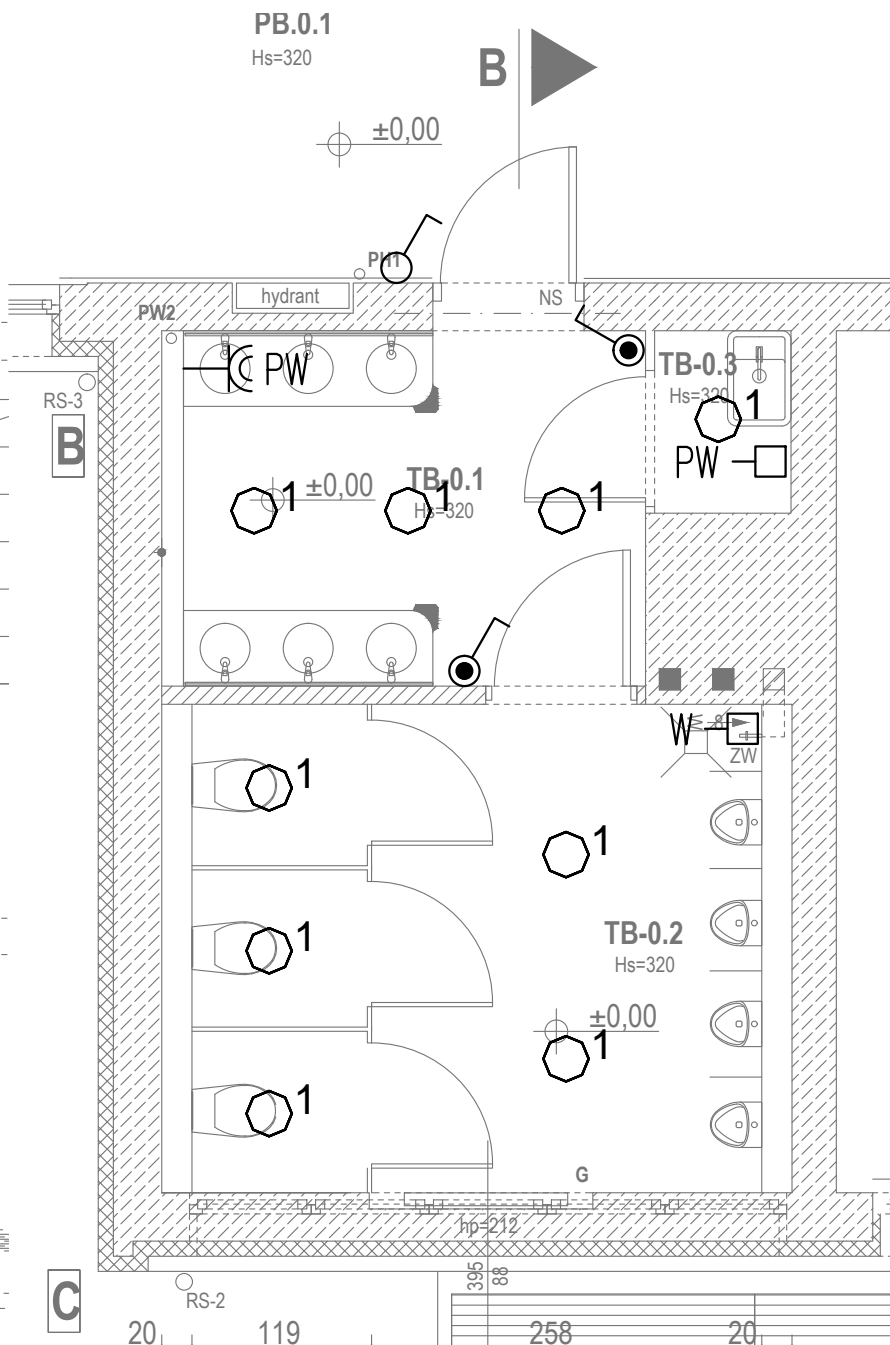 PB.0.1
Hs=320
B
±0,00
PH1
hydrant
NS
PW2
PW
TB-0.3
Hs=320
1
RS-3
B
PW
±0,00
TB-0.1
Hs=320
1
1
1
W
8
ZW
1
1
1
TB-0.2
Hs=320
±0,00
1
1
G
hp=212
395
88
C
RS-2
20
119
258
20